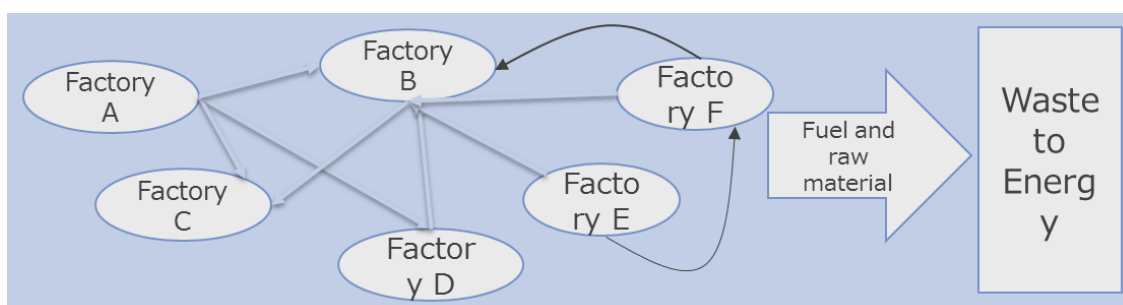 Factory
A
Factory
B
Factory
C
Factor
y D
Facto
ry E
Facto
ry F
Fuel and
raw
material
Waste
to
Energ
y